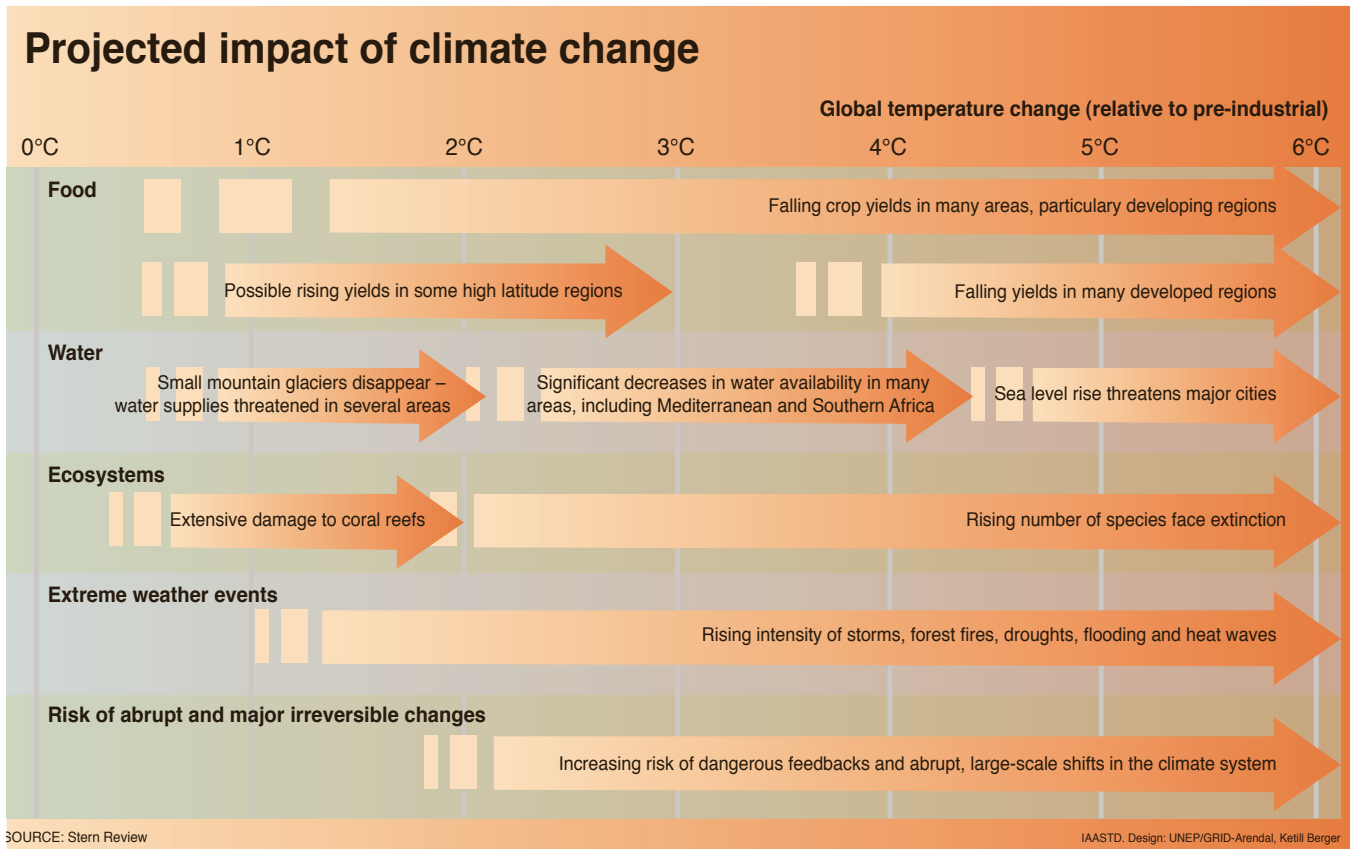 Projected impact of climate change
Global temperature change (relative to pre-industrial)
0°C 1°C 2°C 3°C 4°C 5°C 6°C
Food
Falling crop yields in many areas, particulary developing regions
Possible rising yields in some high latitude regions
Falling yields in many developed regions
Water
Small mountain glaciers disappear –
water supplies threatened in several areas
Significant decreases in water availability in many
areas, including Mediterranean and Southern Africa
Sea level rise threatens major cities
Ecosystems
Extensive damage to coral reefs
Rising number of species face extinction
Extreme weather events
Rising intensity of storms, forest fires, droughts, flooding and heat waves
Risk of abrupt and major irreversible changes
Increasing risk of dangerous feedbacks and abrupt, large-scale shifts in the climate system
SOURCE: Stern Review
IAASTD. Design: UNEP/GRID-Arendal, Ketill Berger